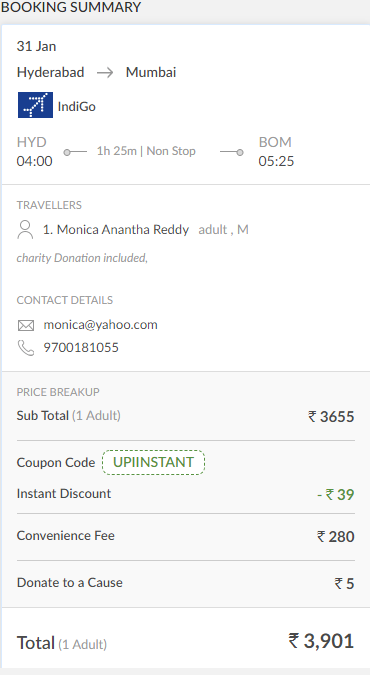 BOOKING SUMMARY
31 Jan
Hyderabad → Mumbai
IndiGo
HYD BOM
04:00 1h 25m | Non Stop 05:25
TRAVELLERS
1. Monica Anantha Reddy adult , M
charity Donation included,
CONTACT DETAILS
monica@yahoo.com
9700181055
PRICE BREAKUP
Sub Total (1 Adult) ₹ 3655
Coupon Code UPIINSTANT
Instant Discount - ₹ 39
Convenience Fee ₹ 280
Donate to a Cause ₹ 5
Total (1 Adult) ₹ 3,901